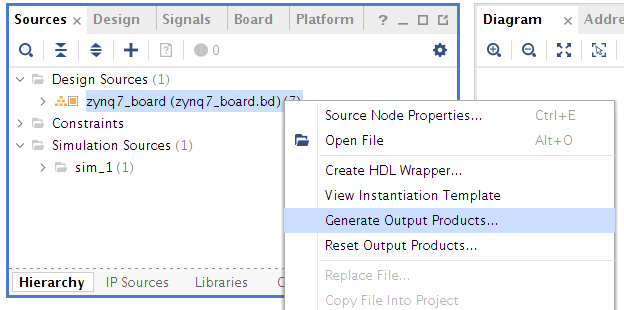 Sources × Design Signals Board Platform ? Diagram ×
0
Design Sources (1)
zynq7_board (zynq7_board.bd) (7)
Constraints
Simulation Sources (1)
sim_1 (1)
Hierarchy IP Sources Libraries
Source Node Properties... Ctrl+E
Open File Alt+O
Create HDL Wrapper...
View Instantiation Template
Generate Output Products...
Reset Output Products...
Replace File...
Copy File Into Project